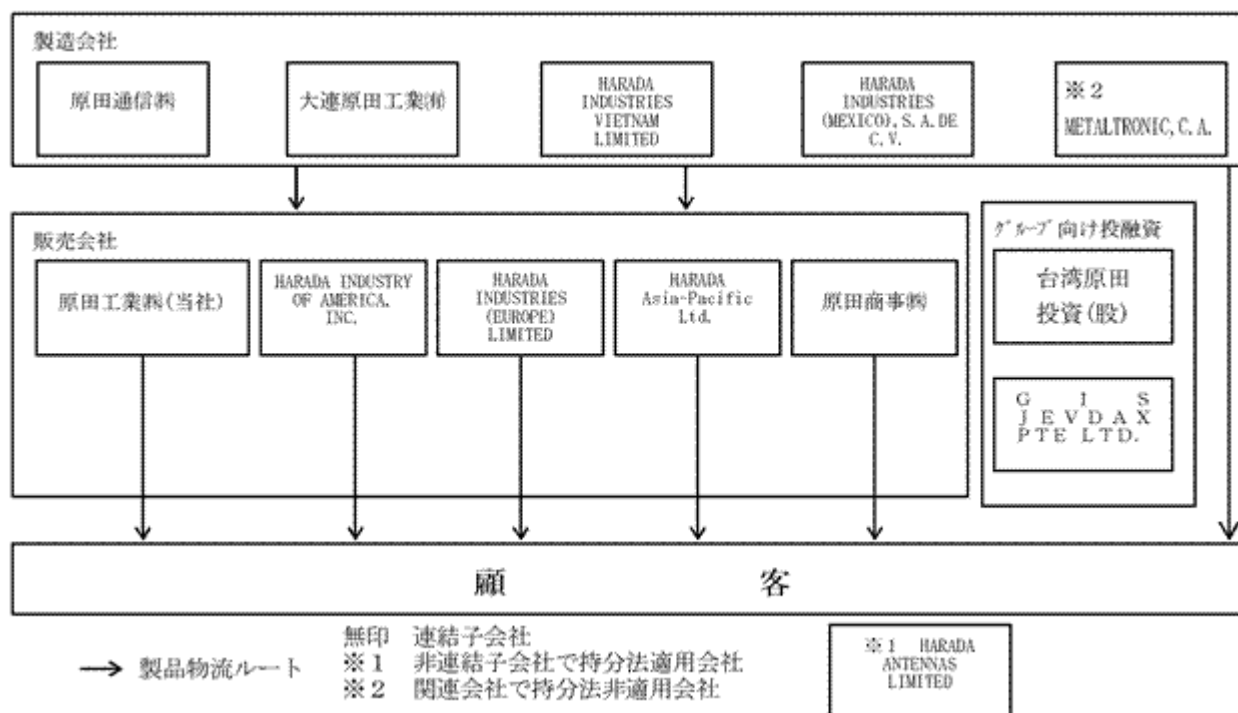 製造会社
原田通信㈱
大連原田工業㈲
HARADA
INDUSTRIES
VIETNAM
LIMITED
HARADA
INDUSTRIES
(MEXICO), S. A. DE
C. V.
※２
METALTRONIC, C. A.
販売会社
原田工業㈱(当社)
HARADA INDUSTRY
OF AMERICA.
INC.
HARADA
INDUSTRIES
(EUROPE)
LIMITED
HARADA
Asia-Pacific
Ltd.
原田商事㈱
ｸﾞﾙｰﾌﾟ向け投融資
台湾原田
投資(股)
G I S
J E V D A X
PTE LTD.
顧 客
→ 製品物流ルート
無印 連結子会社
※１ 非連結子会社で持分法適用会社
※２ 関連会社で持分法非適用会社
※１ HARADA
ANTENNAS
LIMITED